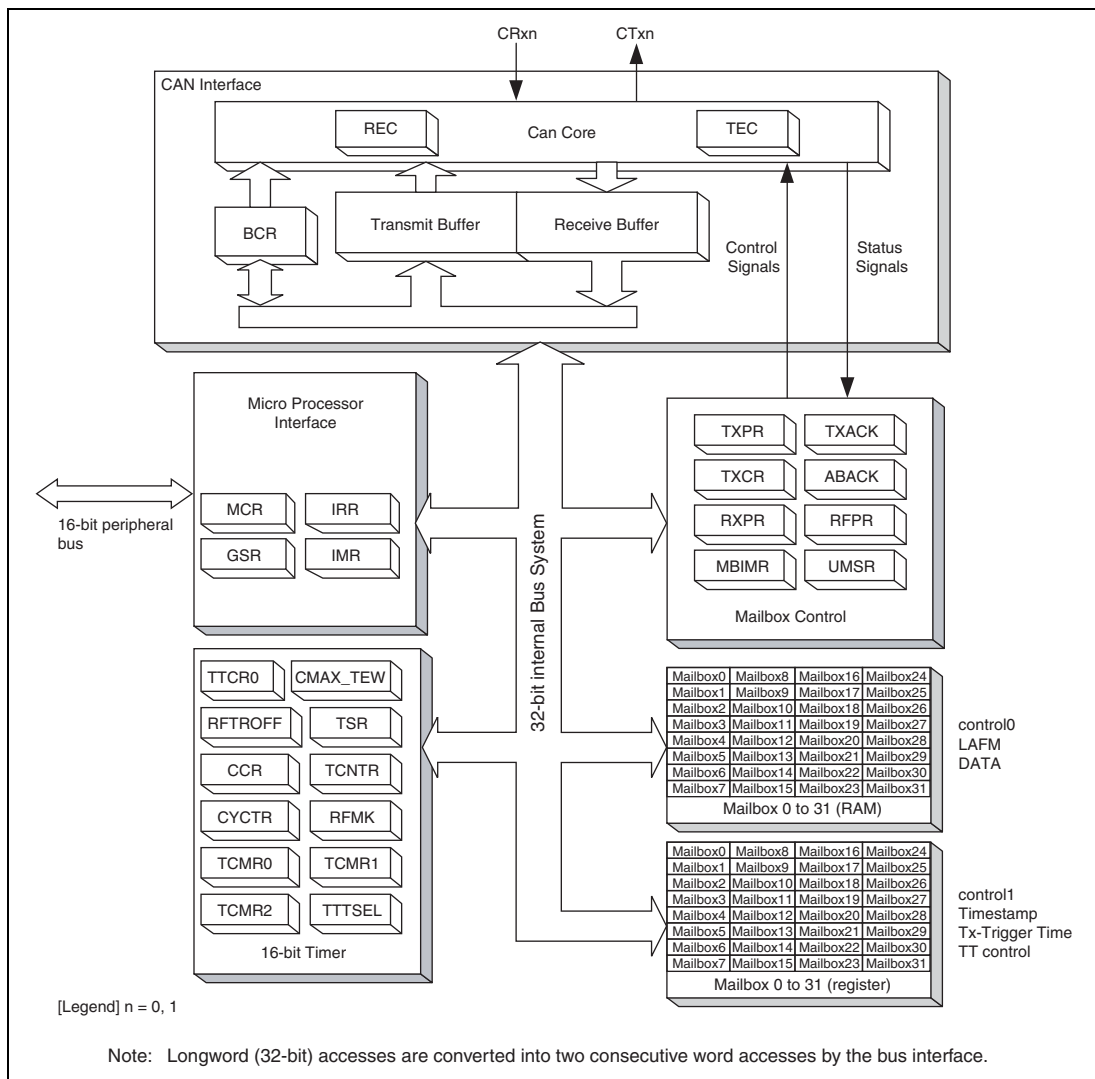 CRxn CTxn
CAN Interface
REC Can Core TEC
BCR Transmit Buffer Receive Buffer
Control Signals
Status Signals
Micro Processor
Interface
MCR IRR
GSR IMR
16-bit peripheral
bus
32-bit internal Bus System
TXPR TXACK
TXCR ABACK
RXPR RFPR
MBIMR UMSR
Mailbox Control
TTCR0 CMAX_TEW
RFTROFF TSR
CCR TCNTR
CYCTR RFMK
TCMR0 TCMR1
TCMR2 TTTSEL
16-bit Timer
Mailbox0 Mailbox8 Mailbox16 Mailbox24
Mailbox1 Mailbox9 Mailbox17 Mailbox25
Mailbox2 Mailbox10 Mailbox18 Mailbox26
Mailbox3 Mailbox11 Mailbox19 Mailbox27
Mailbox4 Mailbox12 Mailbox20 Mailbox28
Mailbox5 Mailbox13 Mailbox21 Mailbox29
Mailbox6 Mailbox14 Mailbox22 Mailbox30
Mailbox7 Mailbox15 Mailbox23 Mailbox31
Mailbox 0 to 31 (RAM)
control0
LAFM
DATA
Mailbox0 Mailbox8 Mailbox16 Mailbox24
Mailbox1 Mailbox9 Mailbox17 Mailbox25
Mailbox2 Mailbox10 Mailbox18 Mailbox26
Mailbox3 Mailbox11 Mailbox19 Mailbox27
Mailbox4 Mailbox12 Mailbox20 Mailbox28
Mailbox5 Mailbox13 Mailbox21 Mailbox29
Mailbox6 Mailbox14 Mailbox22 Mailbox30
Mailbox7 Mailbox15 Mailbox23 Mailbox31
Mailbox 0 to 31 (register)
control1
Timestamp
Tx-Trigger Time
TT control
[Legend] n = 0, 1
Note: Longword (32-bit) accesses are converted into two consecutive word accesses by the bus interface.